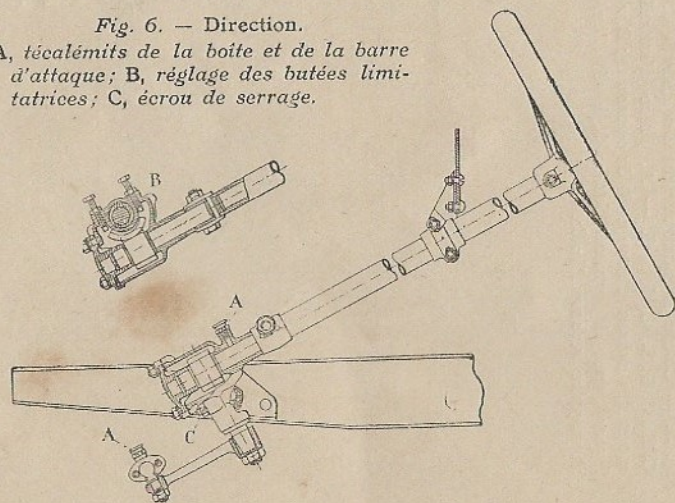 Fig. 6. — Direction.
A, técalémits de la boîte et de la barre
d'attaque; B, réglage des butées limi-
tatrices; C, écrou de serrage.
B
A
C
A